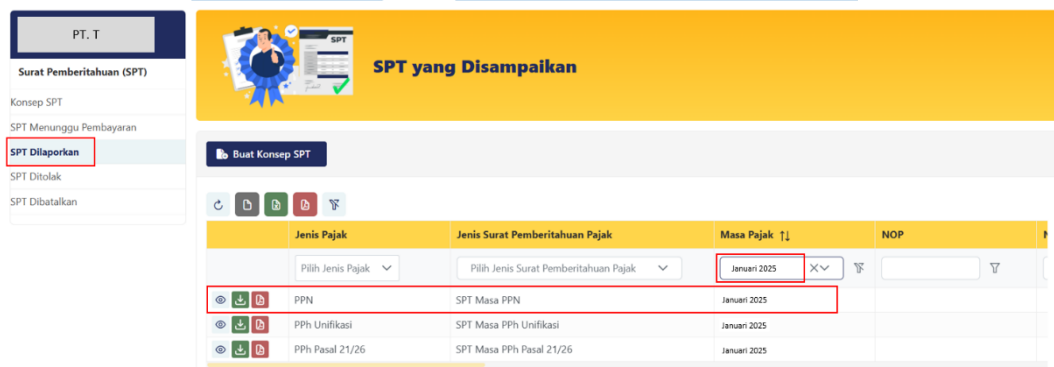 PT. T
Surat Pemberitahuan (SPT)
Konsep SPT
SPT Menunggu Pembayaran
SPT Dilaporkan
SPT Ditolak
SPT Dibatalkan
SPT
SPT yang Disampaikan
Buat Konsep SPT
Jenis Pajak Jenis Surat Pemberitahuan Pajak Masa Pajak NOP
Pilih Jenis Pajak Pilih Jenis Surat Pemberitahuan Pajak Januari 2025
PPN SPT Masa PPN Januari 2025
PPh Unifikasi SPT Masa PPh Unifikasi Januari 2025
PPh Pasal 21/26 SPT Masa PPh Pasal 21/26 Januari 2025